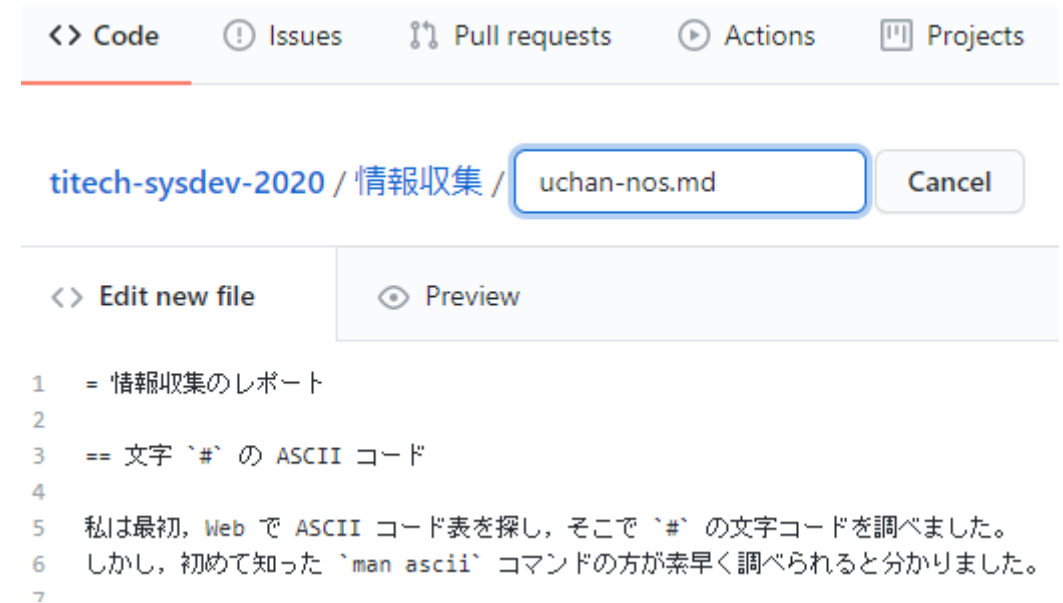 <> Code Issues Pull requests Actions Projects
titech-sysdev-2020 / 情報収集 / uchan-nos.md Cancel
<> Edit new file Preview
1 = 情報収集のレポート
2
3 == 文字 `#` の ASCII コード
4
5 私は最初，Web で ASCII コード表を探し，そこで `#` の文字コードを調べました。
6 しかし，初めて知った `man ascii` コマンドの方が素早く調べられると分かりました。
7